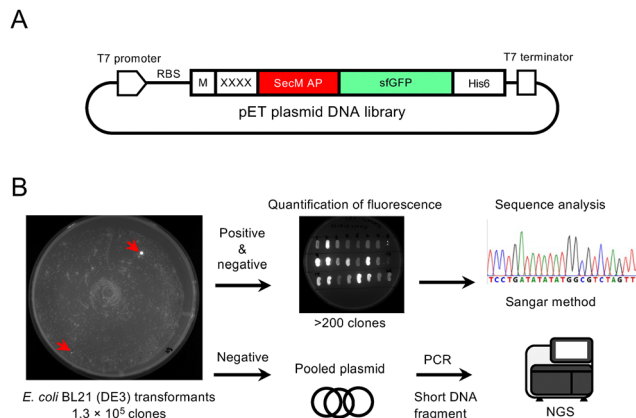 A
T7 promoter
RBS
T7 terminator
M XXXX SecM AP sfGFP His6
pET plasmid DNA library
B
Quantification of fluorescence
Sequence analysis
Positive
&
negative
TCCTGATATATATGGCGTCTAGTT
Sangar method
>200 clones
Negative
Pooled plasmid
PCR
E. coli BL21 (DE3) transformants
1.3 × 10⁵ clones
Short DNA
fragment
NGS